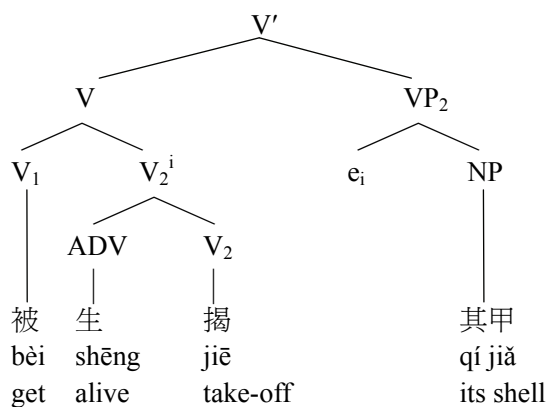 V′
V VP₂
V₁ V₂ⁱ eᵢ NP
ADV V₂
被 生 揭 其甲
bèi shēng jiē qí jiǎ
get alive take-off its shell